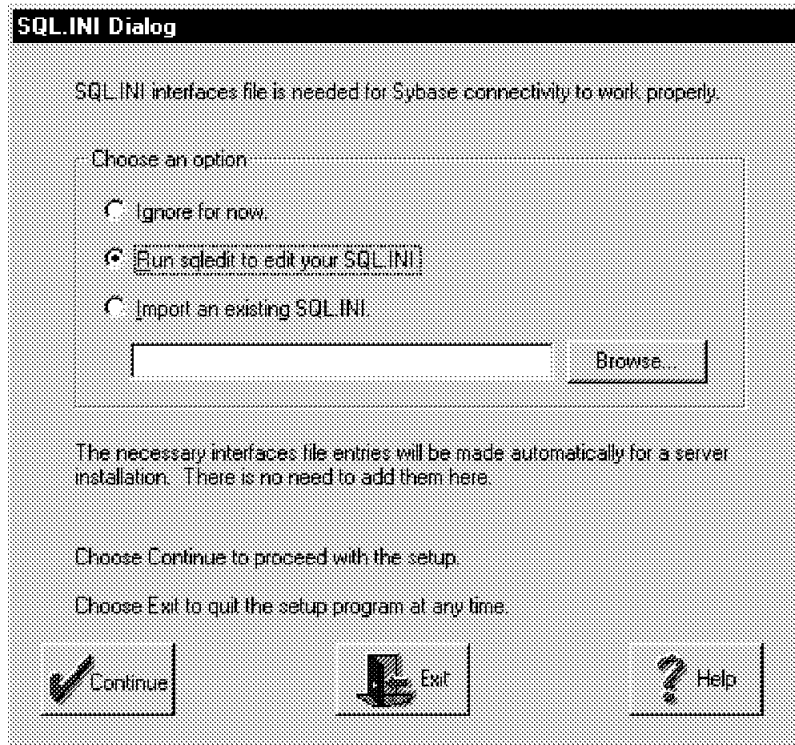 SQL.INI Dialog
SQL.INI interfaces file is needed for Sybase connectivity to work properly.
Choose an option
Ignore for now.
Run sqledit to edit your SQL.INI
Import an existing SQL.INI.
Browse...
The necessary interfaces file entries will be made automatically for a server
installation. There is no need to add them here.
Choose Continue to proceed with the setup.
Choose Exit to quit the setup program at any time.
Continue
Exit
Help